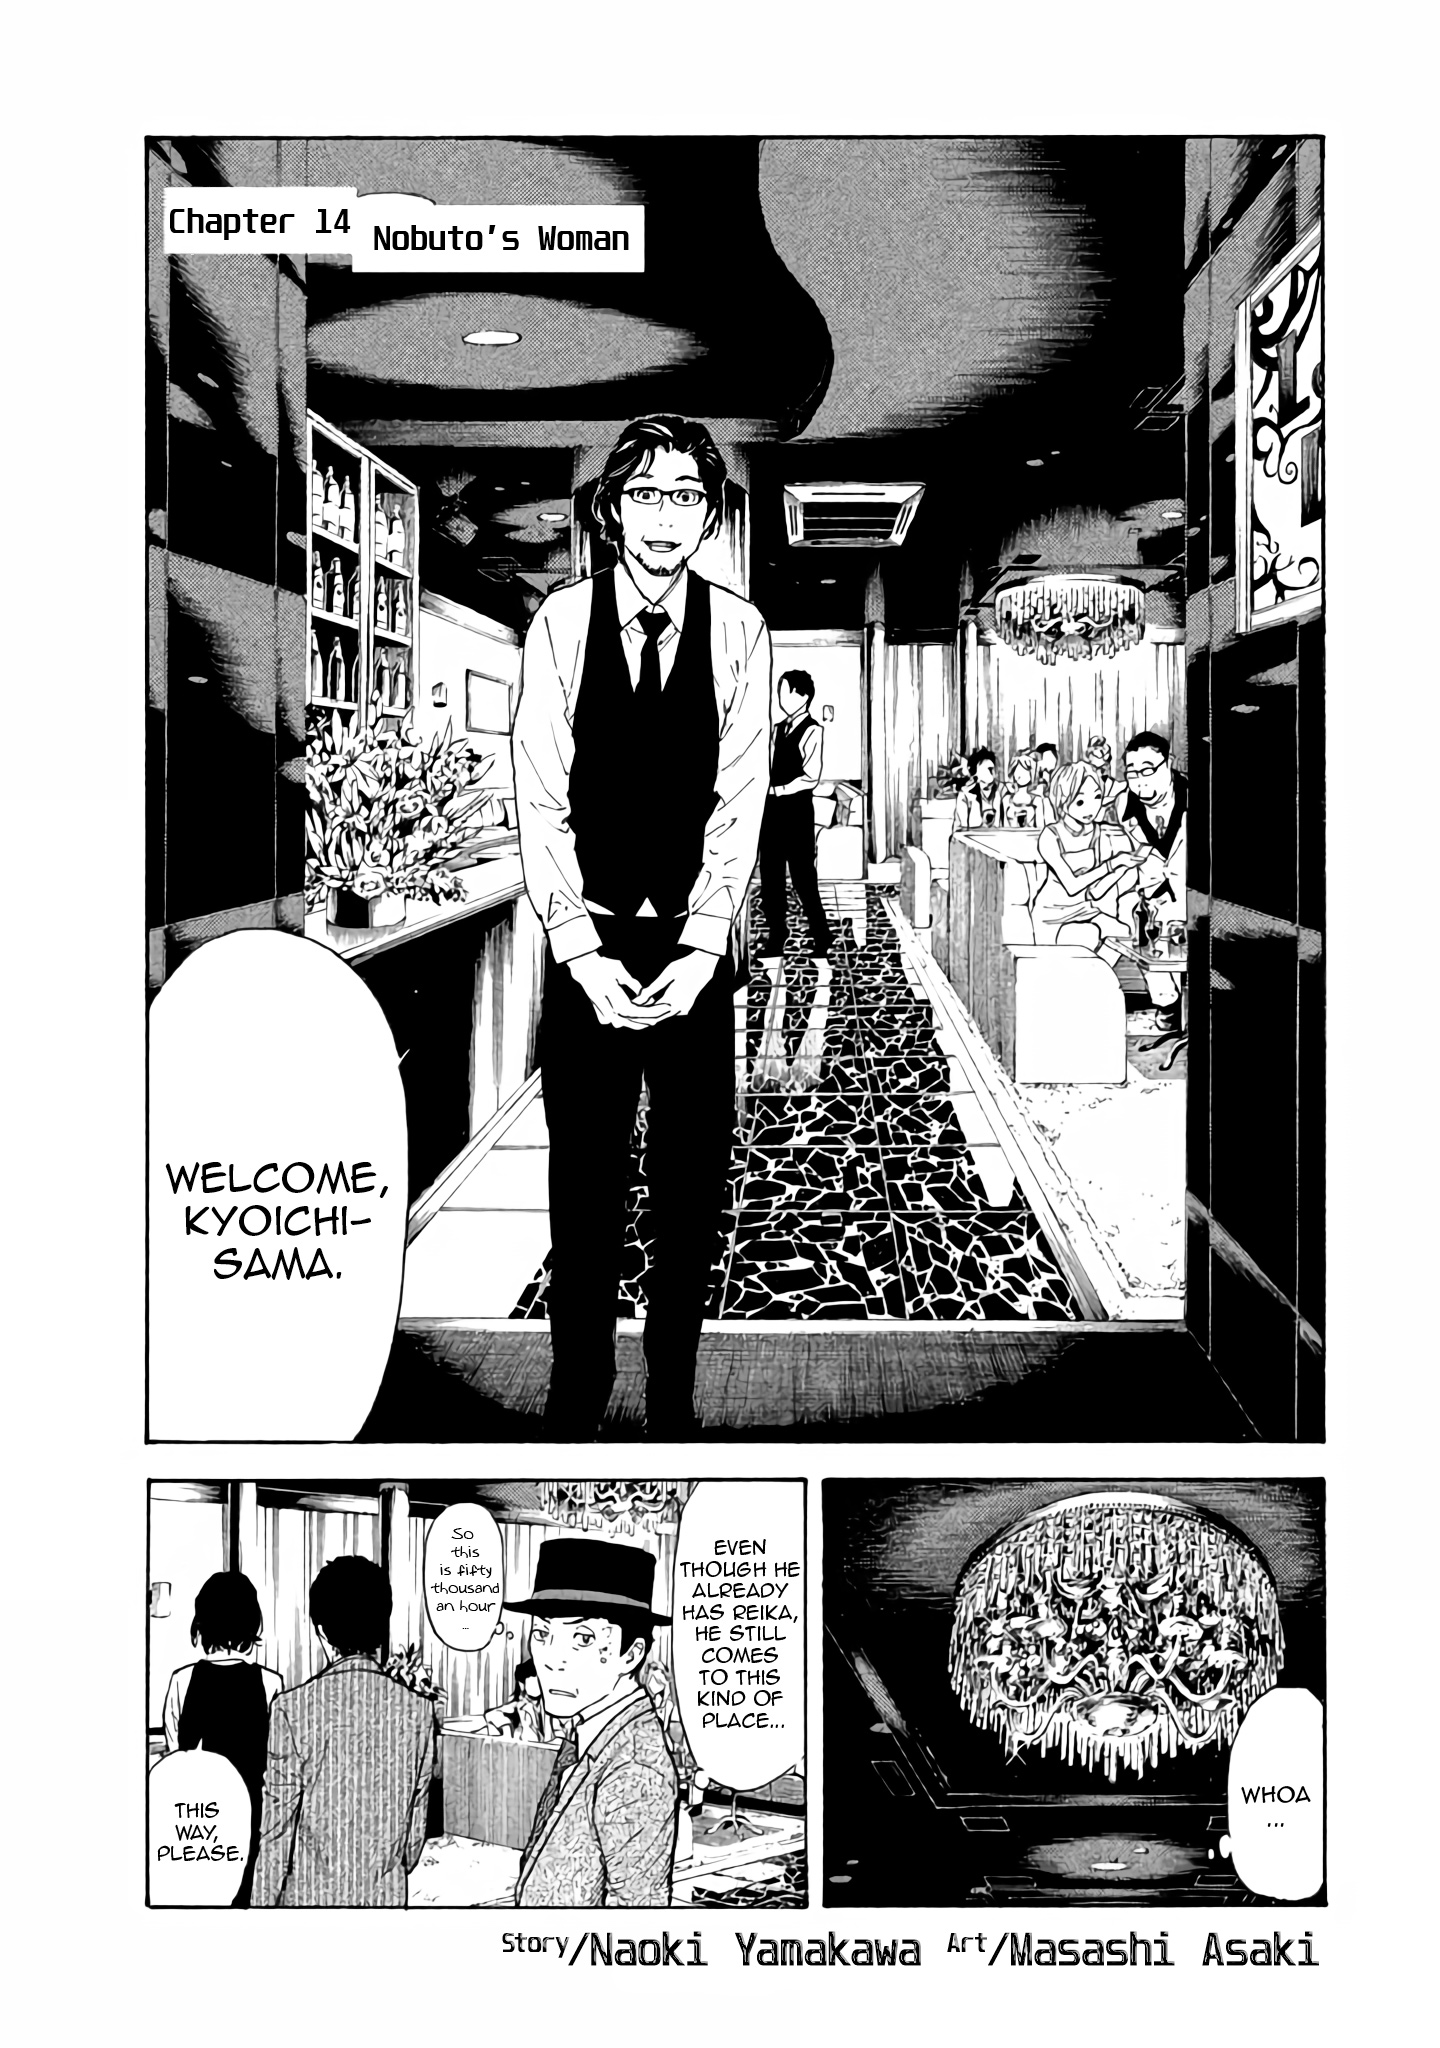 Chapter 14
Nobuto's Woman
WELCOME,
KYOICHI-
SAMA.
WHOA
...
EVEN
THOUGH HE
ALREADY
HAS REIKA,
HE STILL
COMES
TO THIS
KIND OF
PLACE...
So
this
is fifty
thousand
an hour
...
THIS
WAY,
PLEASE.
Story/Naoki Yamakawa Art/Masashi Asaki